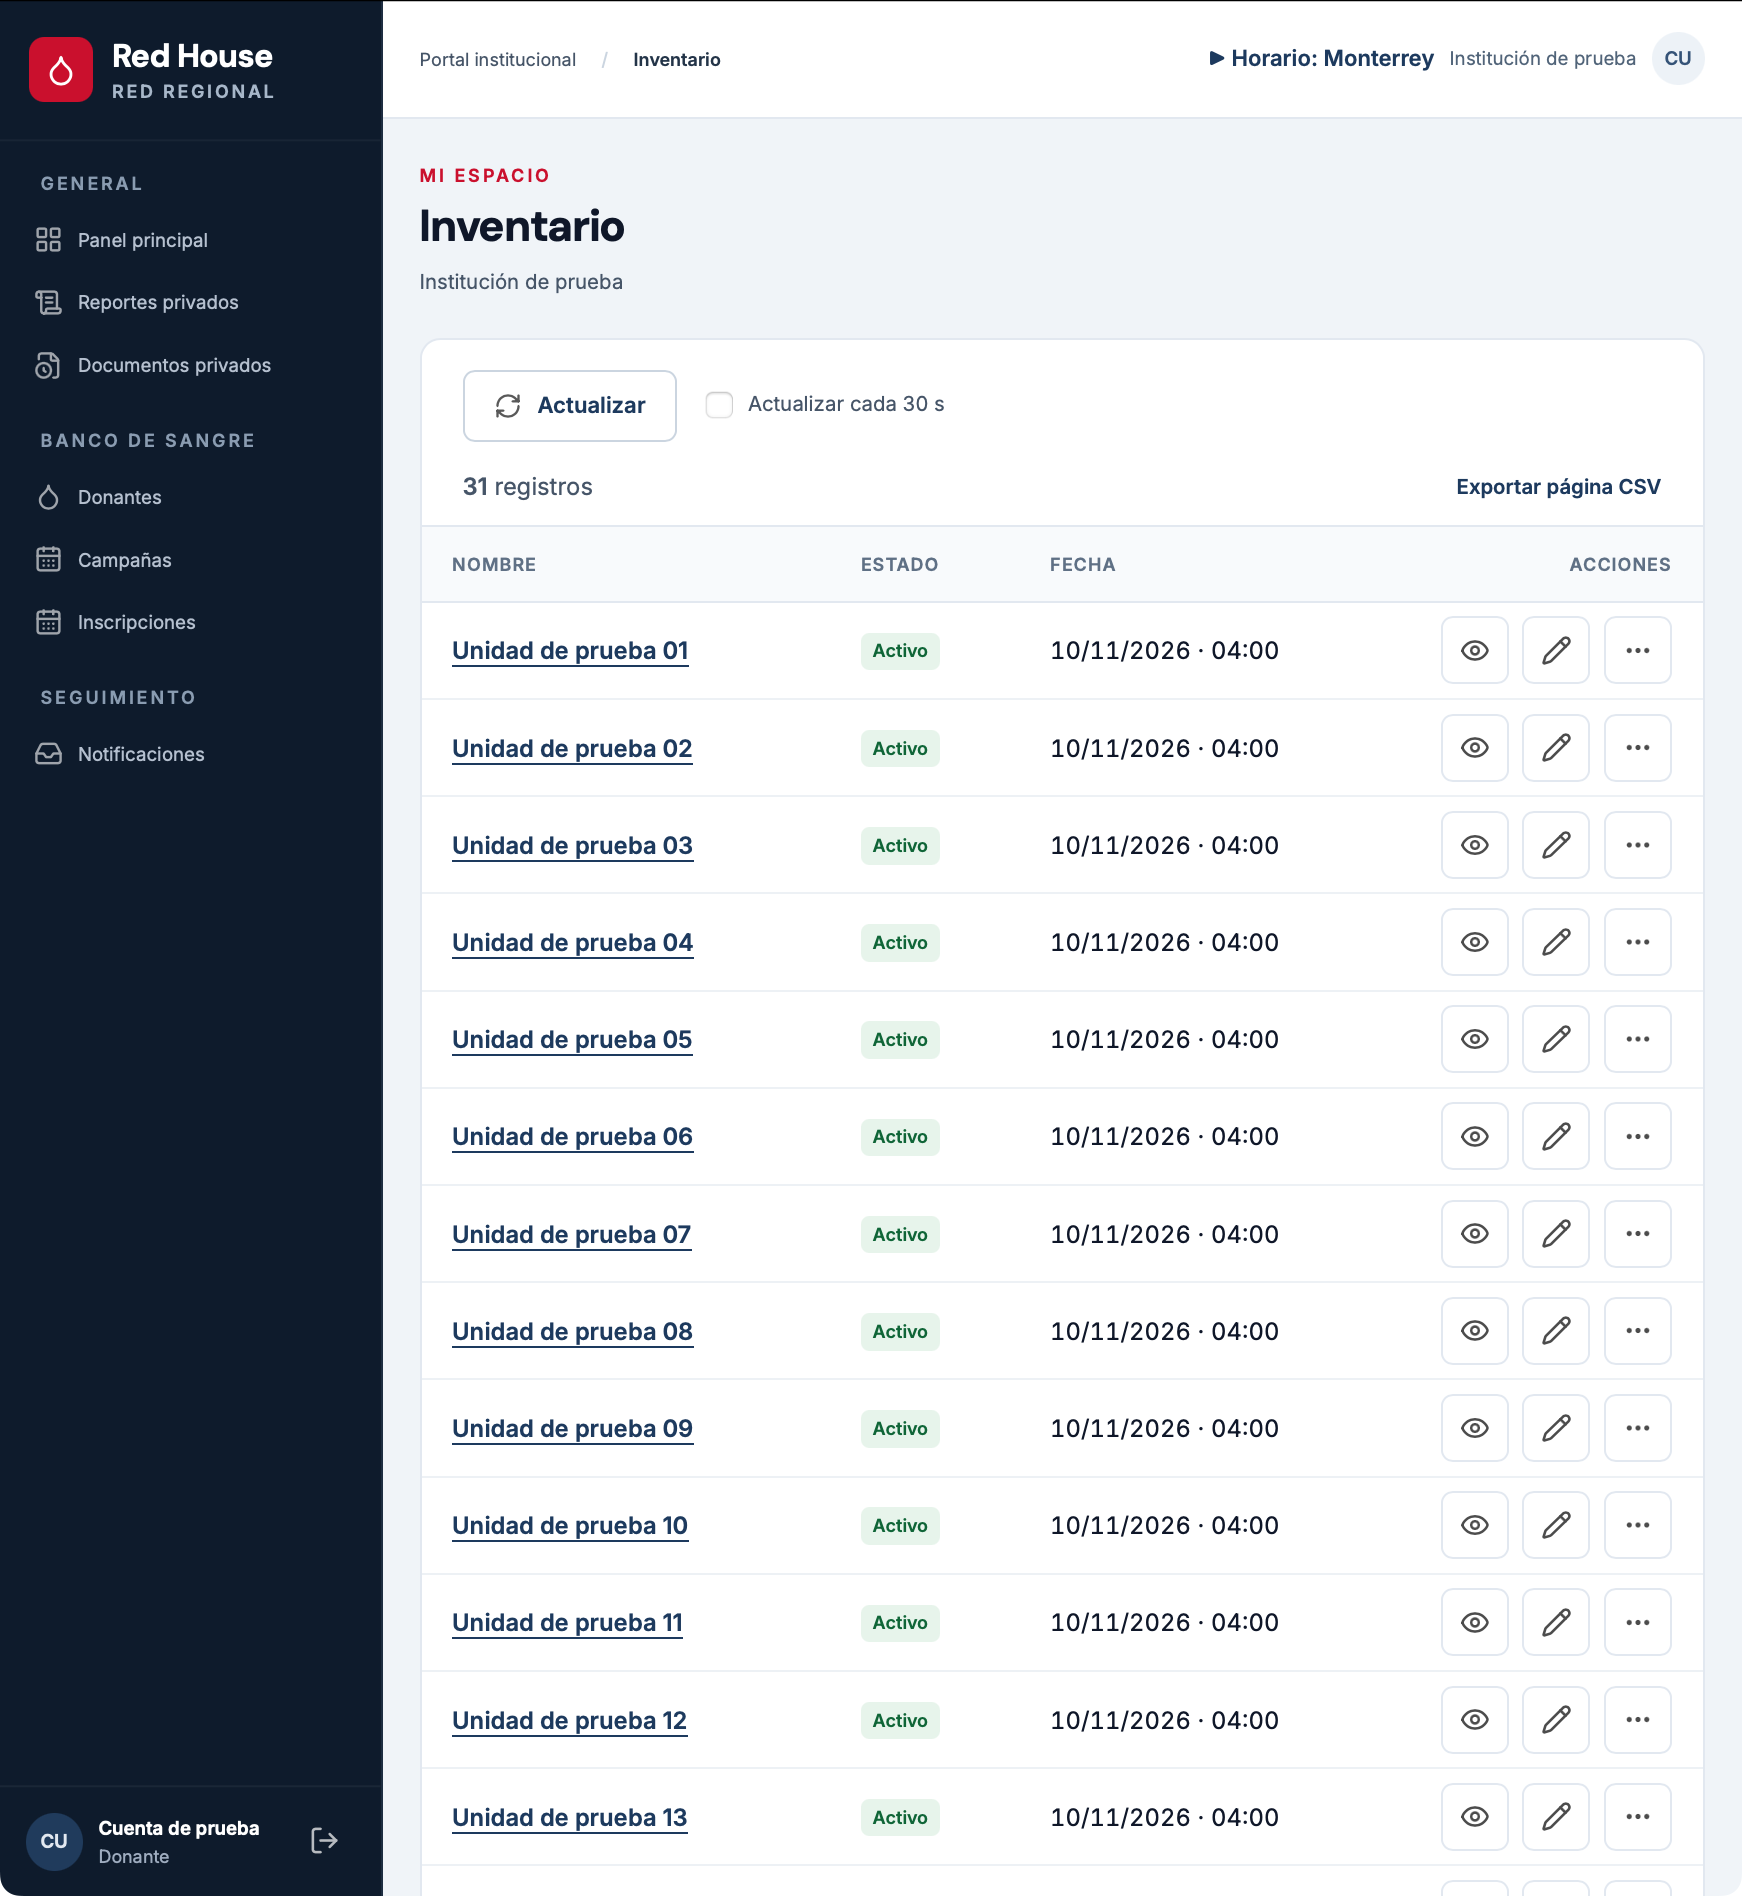 Red House
RED REGIONAL
GENERAL
Panel principal
Reportes privados
Documentos privados
BANCO DE SANGRE
Donantes
Campañas
Inscripciones
SEGUIMIENTO
Notificaciones
CU
Cuenta de prueba
Donante
Portal institucional / Inventario
Horario: Monterrey Institución de prueba CU
MI ESPACIO
Inventario
Institución de prueba
Actualizar Actualizar cada 30 s
31 registros Exportar página CSV
NOMBRE ESTADO FECHA ACCIONES
Unidad de prueba 01 Activo 10/11/2026 · 04:00
Unidad de prueba 02 Activo 10/11/2026 · 04:00
Unidad de prueba 03 Activo 10/11/2026 · 04:00
Unidad de prueba 04 Activo 10/11/2026 · 04:00
Unidad de prueba 05 Activo 10/11/2026 · 04:00
Unidad de prueba 06 Activo 10/11/2026 · 04:00
Unidad de prueba 07 Activo 10/11/2026 · 04:00
Unidad de prueba 08 Activo 10/11/2026 · 04:00
Unidad de prueba 09 Activo 10/11/2026 · 04:00
Unidad de prueba 10 Activo 10/11/2026 · 04:00
Unidad de prueba 11 Activo 10/11/2026 · 04:00
Unidad de prueba 12 Activo 10/11/2026 · 04:00
Unidad de prueba 13 Activo 10/11/2026 · 04:00